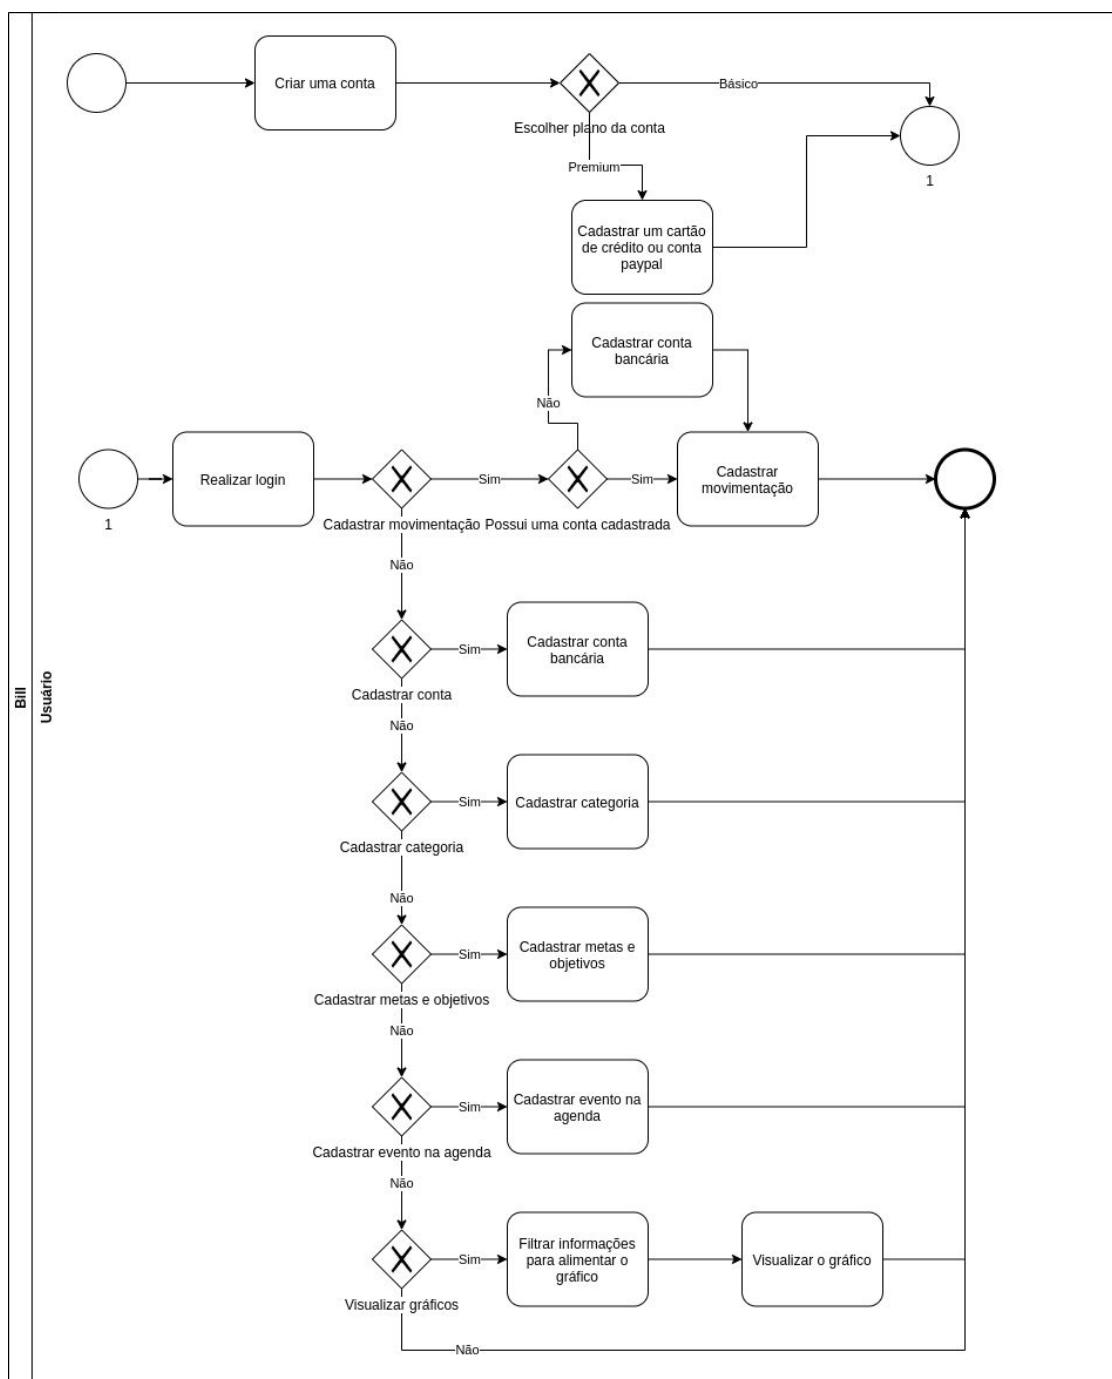 Bill
Usuário
Criar uma conta
Básico
Escolher plano da conta
1
Premium
Cadastrar um cartão
de crédito ou conta
paypal
Cadastrar conta
bancária
Não
Realizar login
Sim
Sim
Cadastrar
movimentação
1
Cadastrar movimentação
Possui uma conta cadastrada
Não
Sim
Cadastrar conta
bancária
Cadastrar conta
Não
Sim
Cadastrar categoria
Cadastrar categoria
Não
Sim
Cadastrar metas e
objetivos
Cadastrar metas e objetivos
Não
Sim
Cadastrar evento na
agenda
Cadastrar evento na agenda
Não
Sim
Filtrar informações
para alimentar o
gráfico
Visualizar o gráfico
Visualizar gráficos
Não